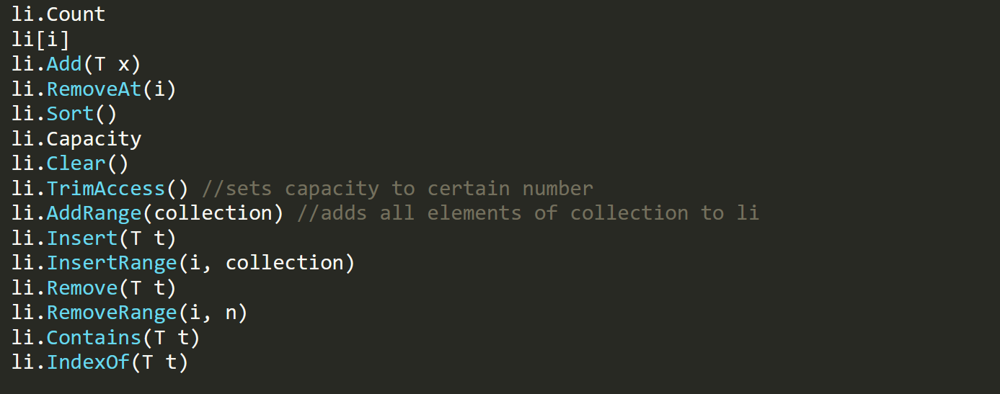 li.Count
li[i]
li.Add(T x)
li.RemoveAt(i)
li.Sort()
li.Capacity
li.Clear()
li.TrimAccess() //sets capacity to certain number
li.AddRange(collection) //adds all elements of collection to li
li.Insert(T t)
li.InsertRange(i, collection)
li.Remove(T t)
li.RemoveRange(i, n)
li.Contains(T t)
li.IndexOf(T t)